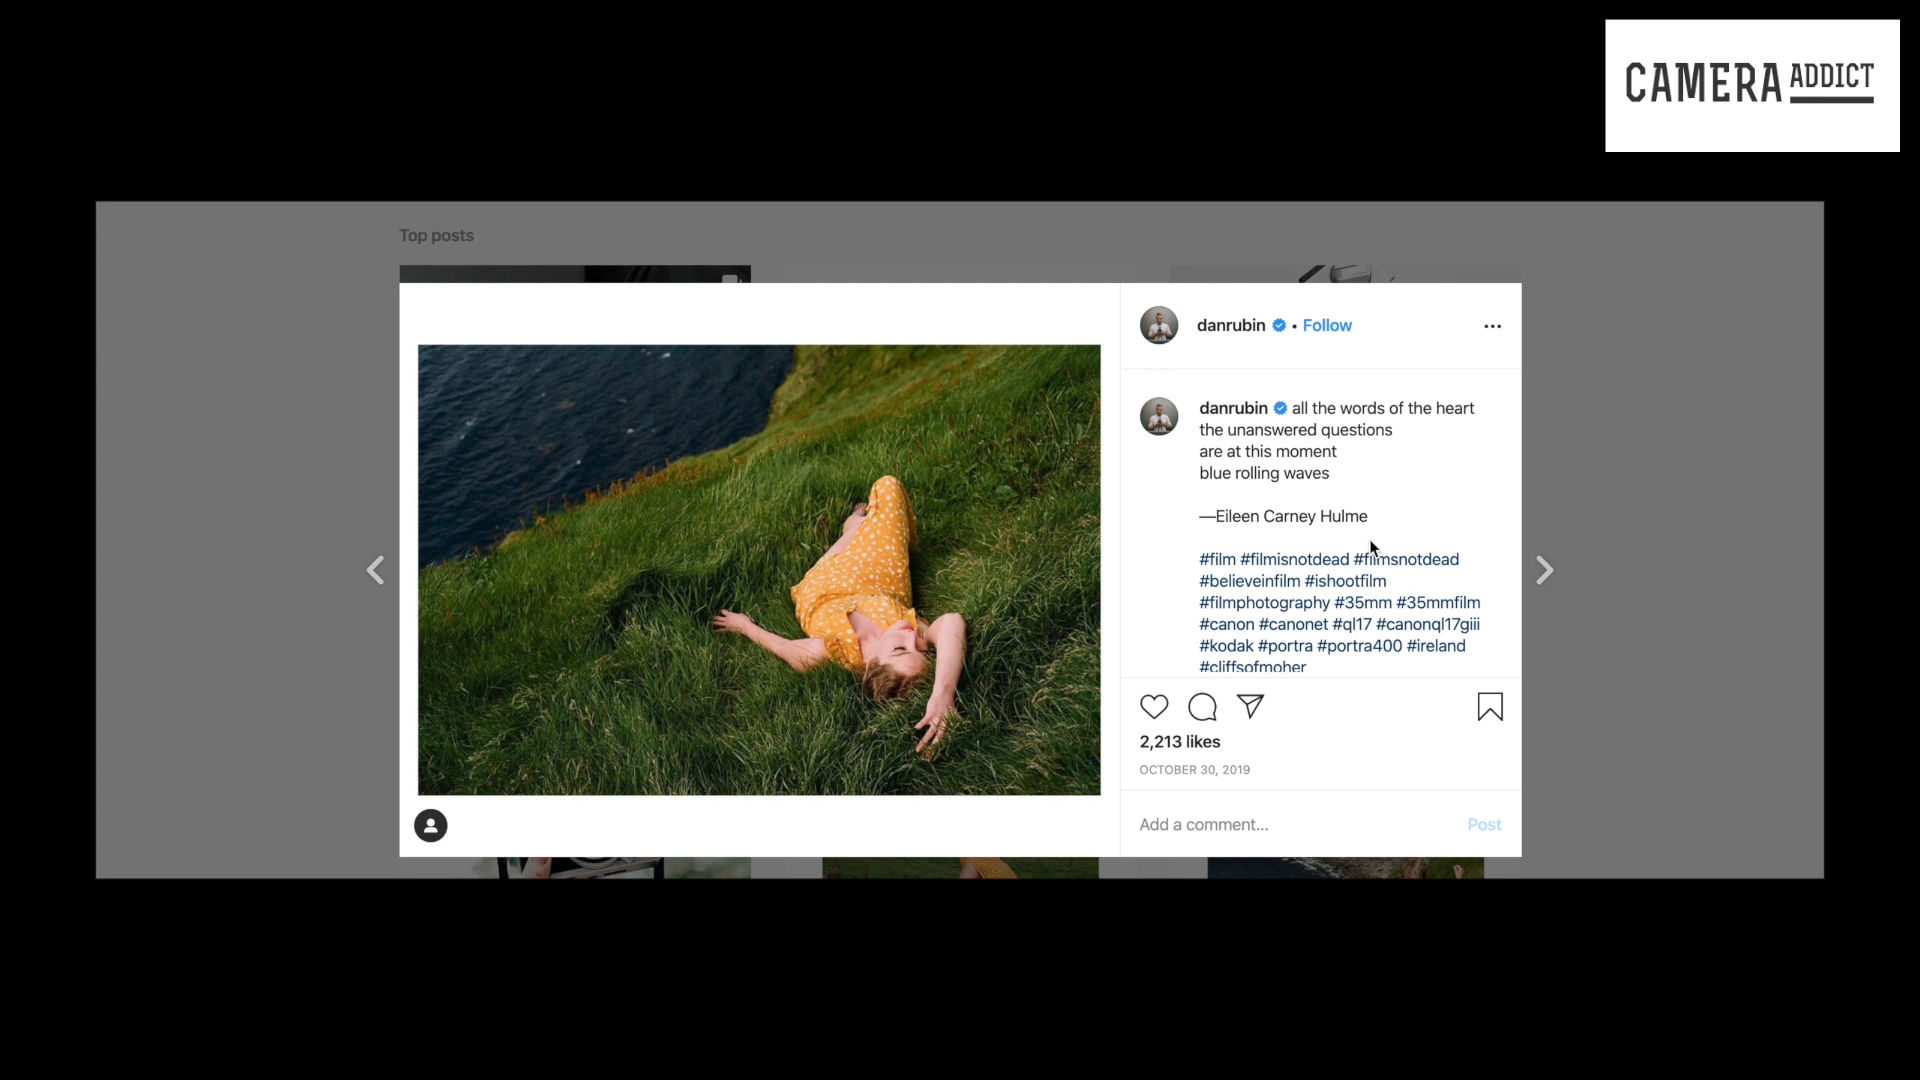 CAMERA ADDICT
Top posts
danrubin • Follow
danrubin all the words of the heart
the unanswered questions
are at this moment
blue rolling waves
—Eileen Carney Hulme
#film #filmisnotdead #filmsnotdead
#believeinfilm #ishootfilm
#filmphotography #35mm #35mmfilm
#canon #canonet #ql17 #canonql17giii
#kodak #portra #portra400 #ireland
#cliffsofmoher
2,213 likes
OCTOBER 30, 2019
Add a comment... Post